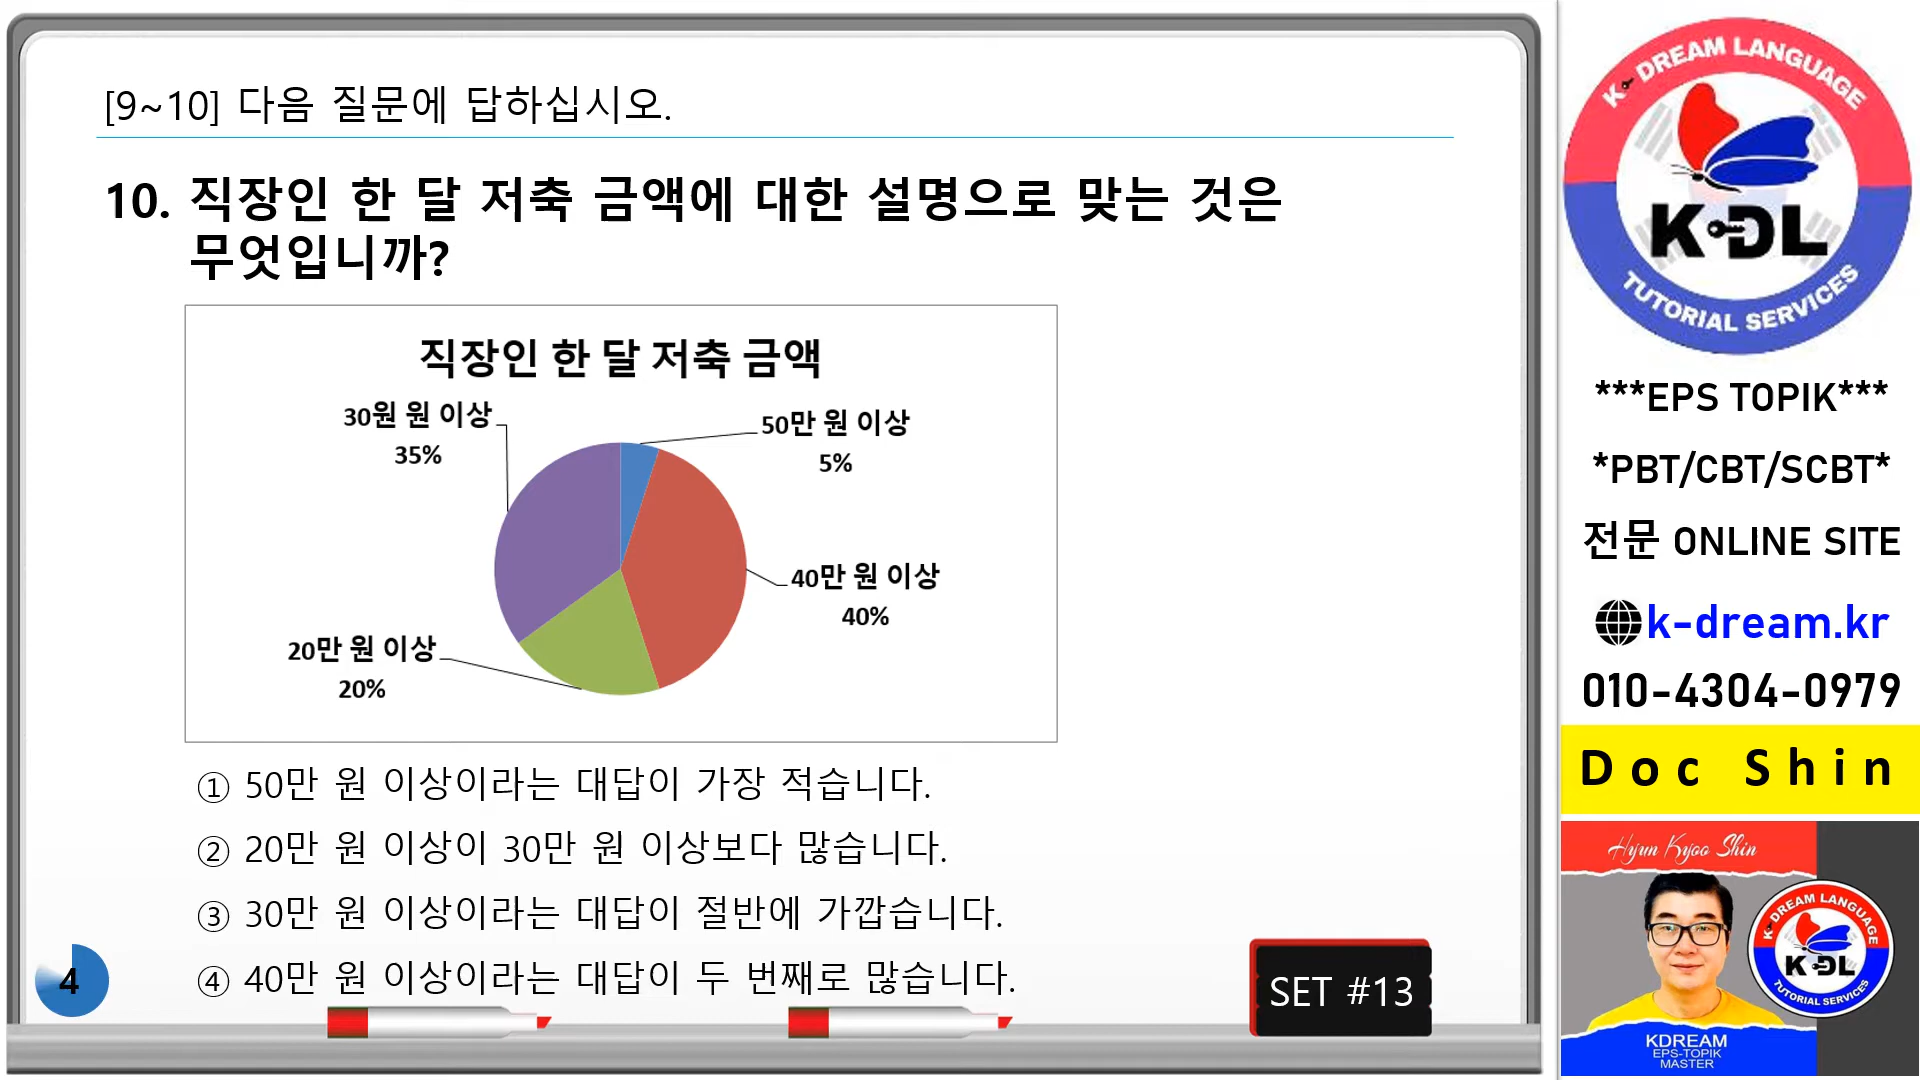 [9~10] 다음 질문에 답하십시오.
10. 직장인 한 달 저축 금액에 대한 설명으로 맞는 것은
무엇입니까?
직장인 한 달 저축 금액
30원 원 이상
35%
50만 원 이상
5%
40만 원 이상
40%
20만 원 이상
20%
① 50만 원 이상이라는 대답이 가장 적습니다.
② 20만 원 이상이 30만 원 이상보다 많습니다.
③ 30만 원 이상이라는 대답이 절반에 가깝습니다.
④ 40만 원 이상이라는 대답이 두 번째로 많습니다.
4
SET #13
K-DREAM LANGUAGE
K-DL
TUTORIAL SERVICES
***EPS TOPIK***
*PBT/CBT/SCBT*
전문 ONLINE SITE
k-dream.kr
010-4304-0979
Doc Shin
Hyun Kyoo Shin
K-DREAM LANGUAGE
K-DL
TUTORIAL SERVICES
KDREAM
EPS-TOPIK
MASTER